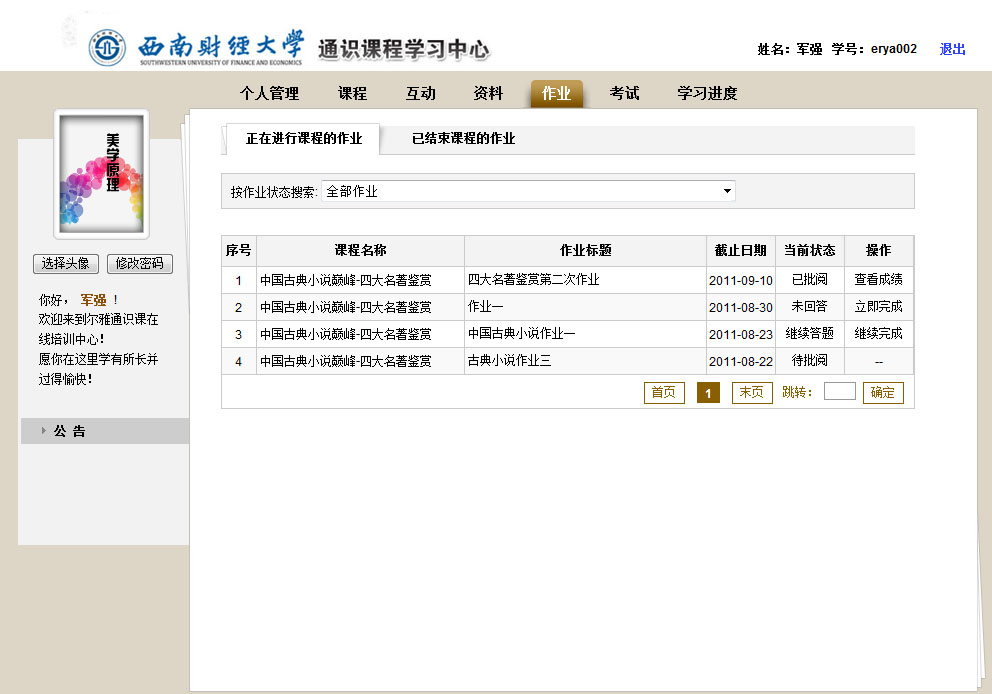 西南财经大学 通识课程学习中心
SOUTHWESTERN UNIVERSITY OF FINANCE AND ECONOMICS
姓名：军强 学号：erya002 退出
个人管理 课程 互动 资料 作业 考试 学习进度
美学原理
选择头像 修改密码
你好， 军强 ！
欢迎来到尔雅通识课在
线培训中心！
愿你在这里学有所长并
过得愉快！
公 告
正在进行课程的作业 已结束课程的作业
按作业状态搜索: 全部作业
序号 课程名称 作业标题 截止日期 当前状态 操作
1 中国古典小说巅峰-四大名著鉴赏 四大名著鉴赏第二次作业 2011-09-10 已批阅 查看成绩
2 中国古典小说巅峰-四大名著鉴赏 作业一 2011-08-30 未回答 立即完成
3 中国古典小说巅峰-四大名著鉴赏 中国古典小说作业一 2011-08-23 继续答题 继续完成
4 中国古典小说巅峰-四大名著鉴赏 古典小说作业三 2011-08-22 待批阅 --
首页 1 末页 跳转： 确定